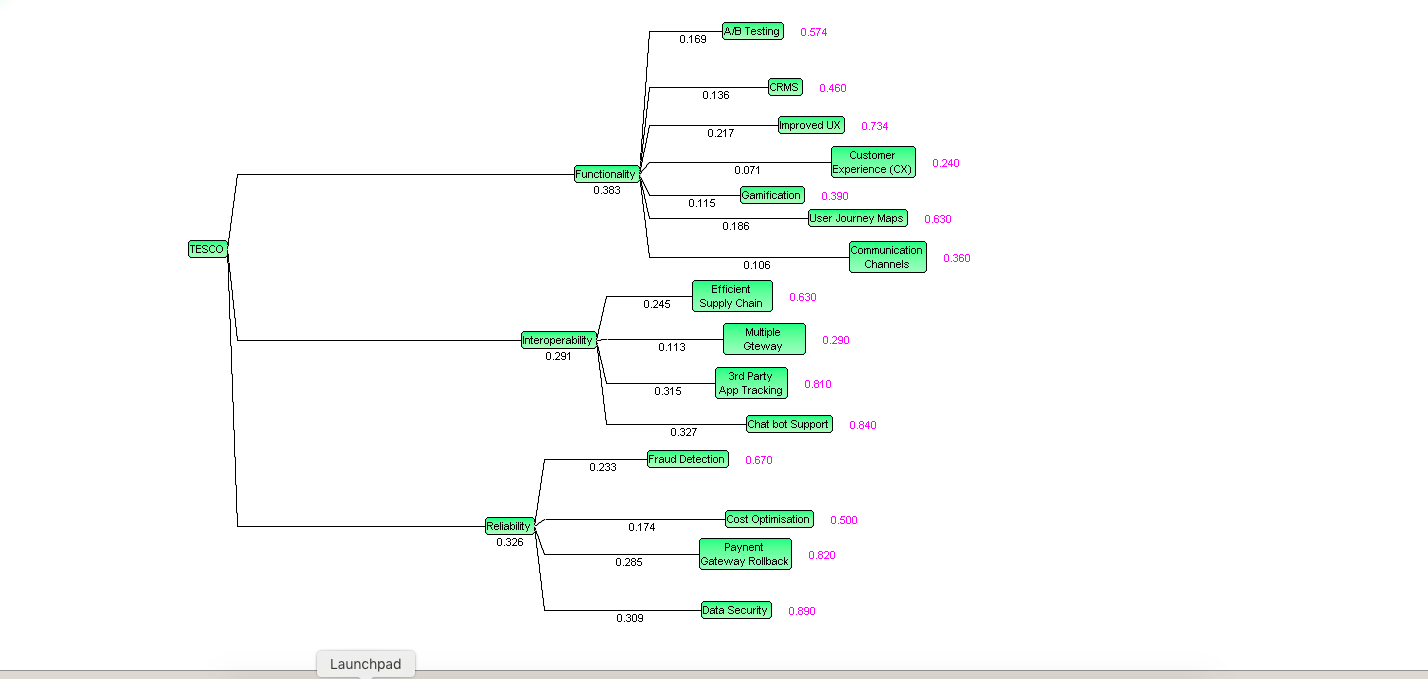 A/B Testing 0.574
0.169
CRMS 0.460
0.136
Improved UX 0.734
0.217
Customer
Experience (CX) 0.240
0.071
Functionality
0.383
Gamification 0.390
0.115
User Journey Maps 0.630
0.186
TESCO
Communication
Channels 0.360
0.106
Efficient
Supply Chain 0.630
0.245
Multiple
Gteway 0.290
0.113
Interoperability
0.291
3rd Party
App Tracking 0.810
0.315
Chat bot Support 0.840
0.327
Fraud Detection 0.670
0.233
Cost Optimisation 0.500
0.174
Reliability
0.326
Paynent
Gateway Rollback 0.820
0.285
Data Security 0.890
0.309
Launchpad